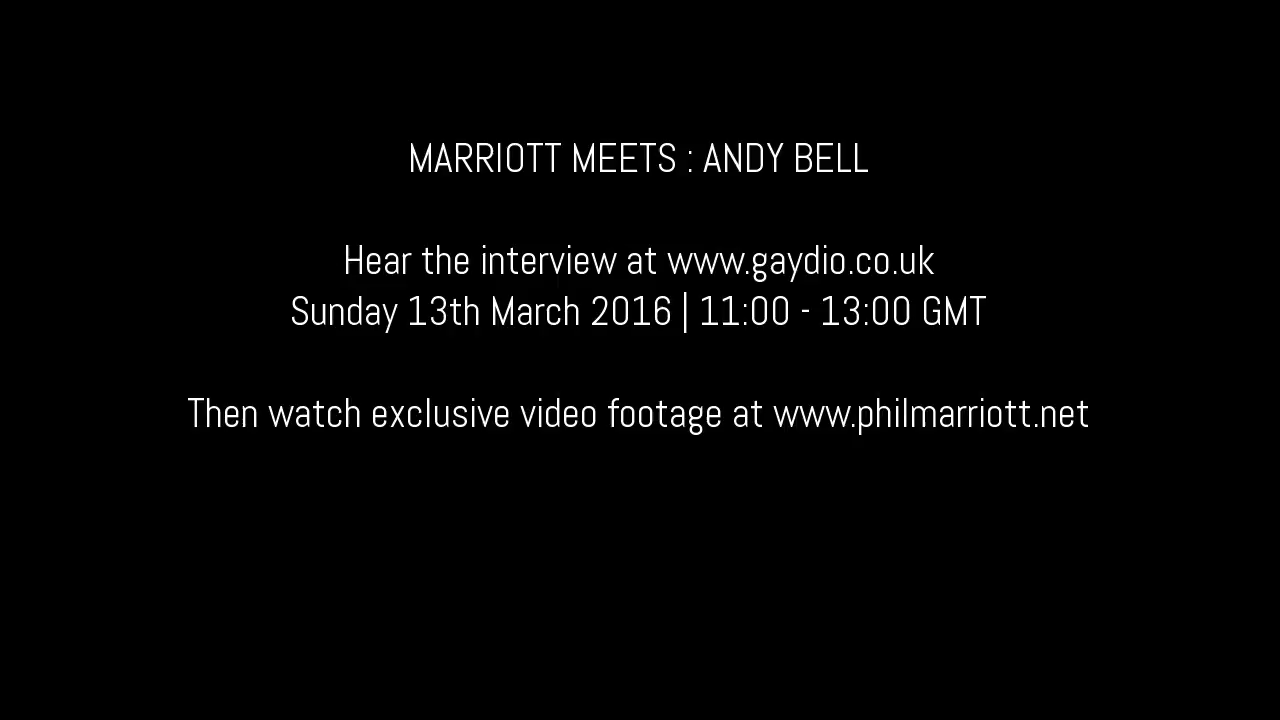 MARRIOTT MEETS : ANDY BELL
Hear the interview at www.gaydio.co.uk
Sunday 13th March 2016 | 11:00 - 13:00 GMT
Then watch exclusive video footage at www.philmarriott.net